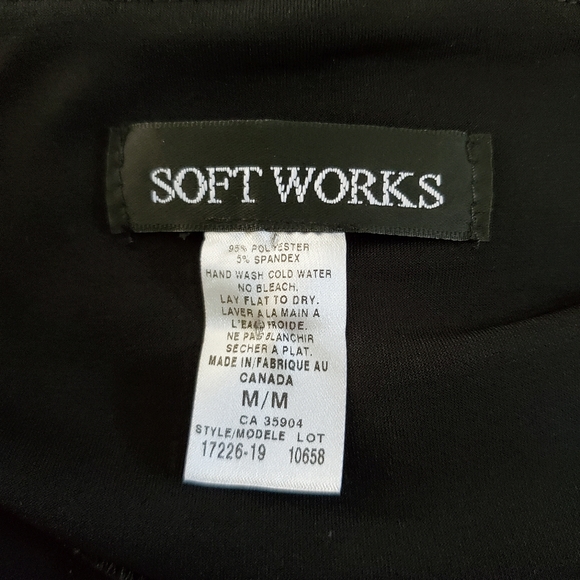 SOFT WORKS
95% POLYESTER
5% SPANDEX
HAND WASH COLD WATER
NO BLEACH.
LAY FLAT TO DRY.
LAVER A LA MAIN A
L'EAU FROIDE.
NE PAS BLANCHIR
SECHER A PLAT.
MADE IN/FABRIQUE AU
CANADA
M/M
CA 35904
STYLE/MODELE LOT
17226-19 10658